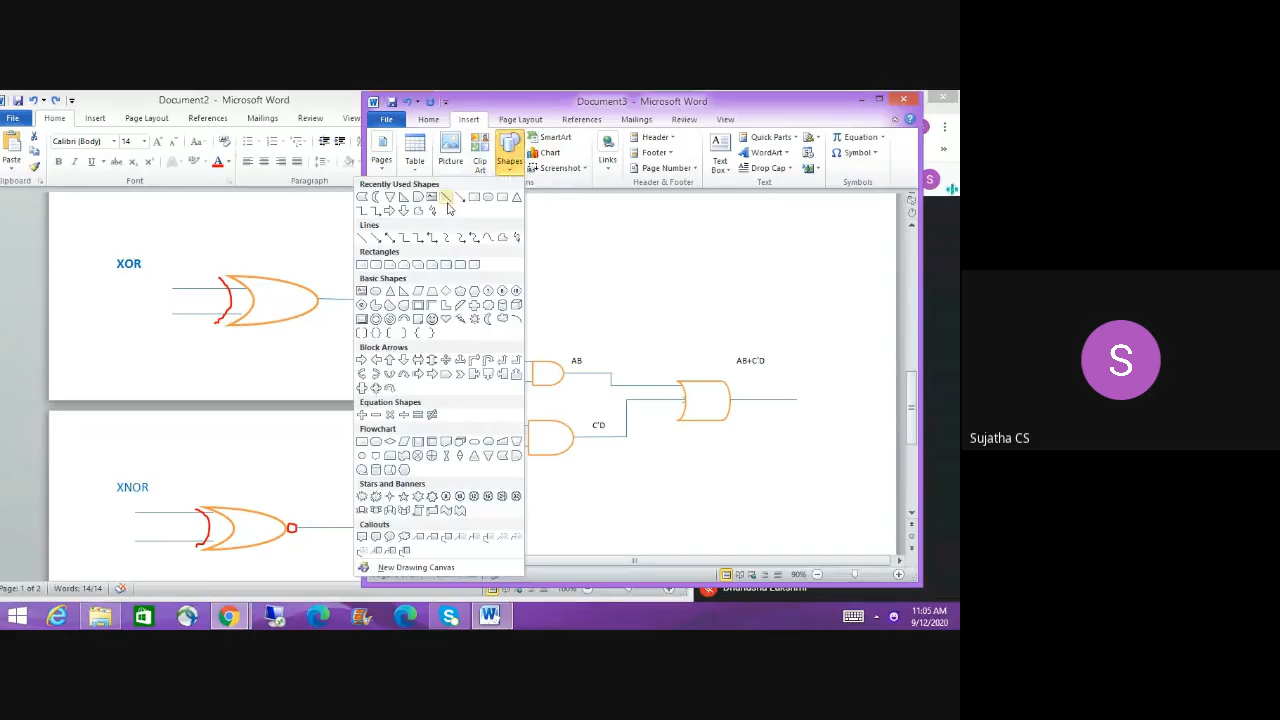 Document2 - Microsoft Word
File Home Insert Page Layout References Mailings Review
Paste
Calibri (Body) 14
Font
Paragraph
XOR
XNOR
Page: 1 of 2 Words: 14/14
Document3 - Microsoft Word
File Home Insert Page Layout References Mailings Review View
Pages
Table
Picture
Clip Art
Shapes
SmartArt
Chart
Screenshot
Links
Header
Footer
Page Number
Header & Footer
Text Box
Quick Parts
WordArt
Drop Cap
Text
Equation
Symbol
Symbols
Recently Used Shapes
Lines
Rectangles
Basic Shapes
Block Arrows
Equation Shapes
Flowchart
Stars and Banners
Callouts
New Drawing Canvas
AB
C'D
AB+C'D
90%
100%
11:05 AM
9/12/2020
S
S
Sujatha CS